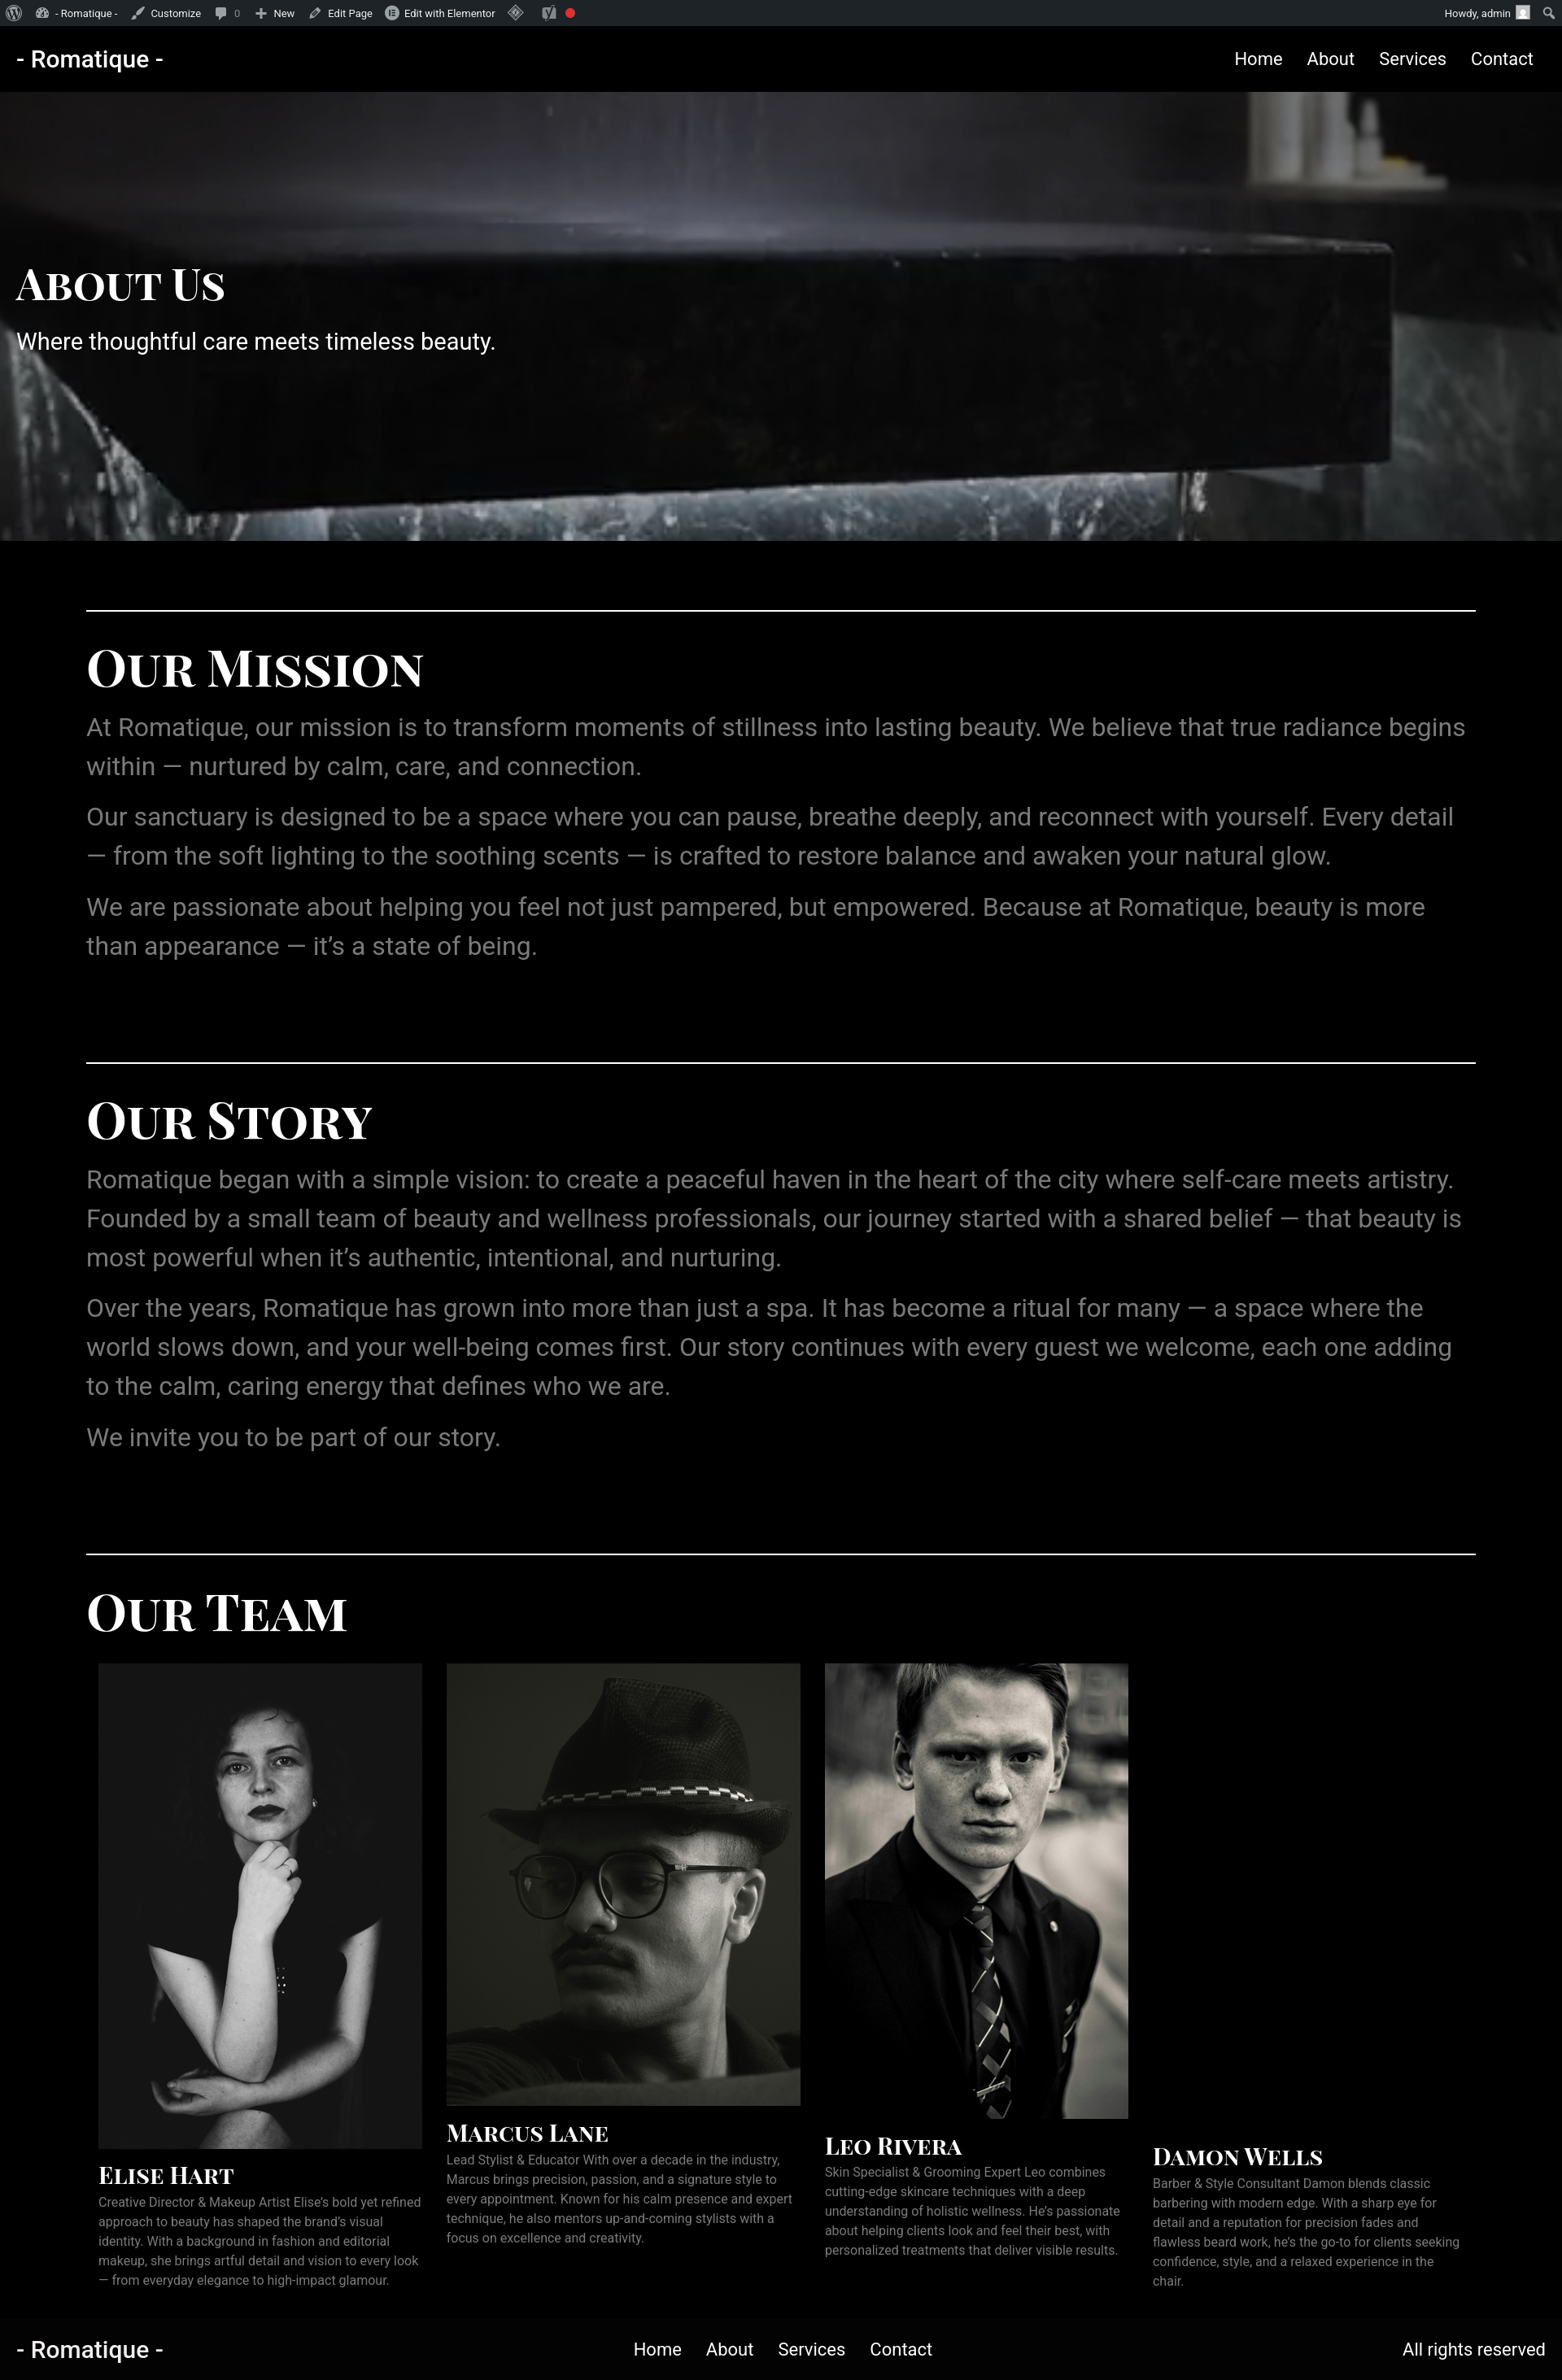 - Romatique - Customize 0 New Edit Page Edit with Elementor Howdy, admin
- Romatique - Home About Services Contact
About Us
Where thoughtful care meets timeless beauty.
Our Mission
At Romatique, our mission is to transform moments of stillness into lasting beauty. We believe that true radiance begins
within — nurtured by calm, care, and connection.
Our sanctuary is designed to be a space where you can pause, breathe deeply, and reconnect with yourself. Every detail
— from the soft lighting to the soothing scents — is crafted to restore balance and awaken your natural glow.
We are passionate about helping you feel not just pampered, but empowered. Because at Romatique, beauty is more
than appearance — it’s a state of being.
Our Story
Romatique began with a simple vision: to create a peaceful haven in the heart of the city where self-care meets artistry.
Founded by a small team of beauty and wellness professionals, our journey started with a shared belief — that beauty is
most powerful when it’s authentic, intentional, and nurturing.
Over the years, Romatique has grown into more than just a spa. It has become a ritual for many — a space where the
world slows down, and your well-being comes first. Our story continues with every guest we welcome, each one adding
to the calm, caring energy that defines who we are.
We invite you to be part of our story.
Our Team
Elise Hart
Creative Director & Makeup Artist Elise’s bold yet refined
approach to beauty has shaped the brand’s visual
identity. With a background in fashion and editorial
makeup, she brings artful detail and vision to every look
— from everyday elegance to high-impact glamour.
Marcus Lane
Lead Stylist & Educator With over a decade in the industry,
Marcus brings precision, passion, and a signature style to
every appointment. Known for his calm presence and expert
technique, he also mentors up-and-coming stylists with a
focus on excellence and creativity.
Leo Rivera
Skin Specialist & Grooming Expert Leo combines
cutting-edge skincare techniques with a deep
understanding of holistic wellness. He’s passionate
about helping clients look and feel their best, with
personalized treatments that deliver visible results.
Damon Wells
Barber & Style Consultant Damon blends classic
barbering with modern edge. With a sharp eye for
detail and a reputation for precision fades and
flawless beard work, he’s the go-to for clients seeking
confidence, style, and a relaxed experience in the
chair.
- Romatique - Home About Services Contact All rights reserved